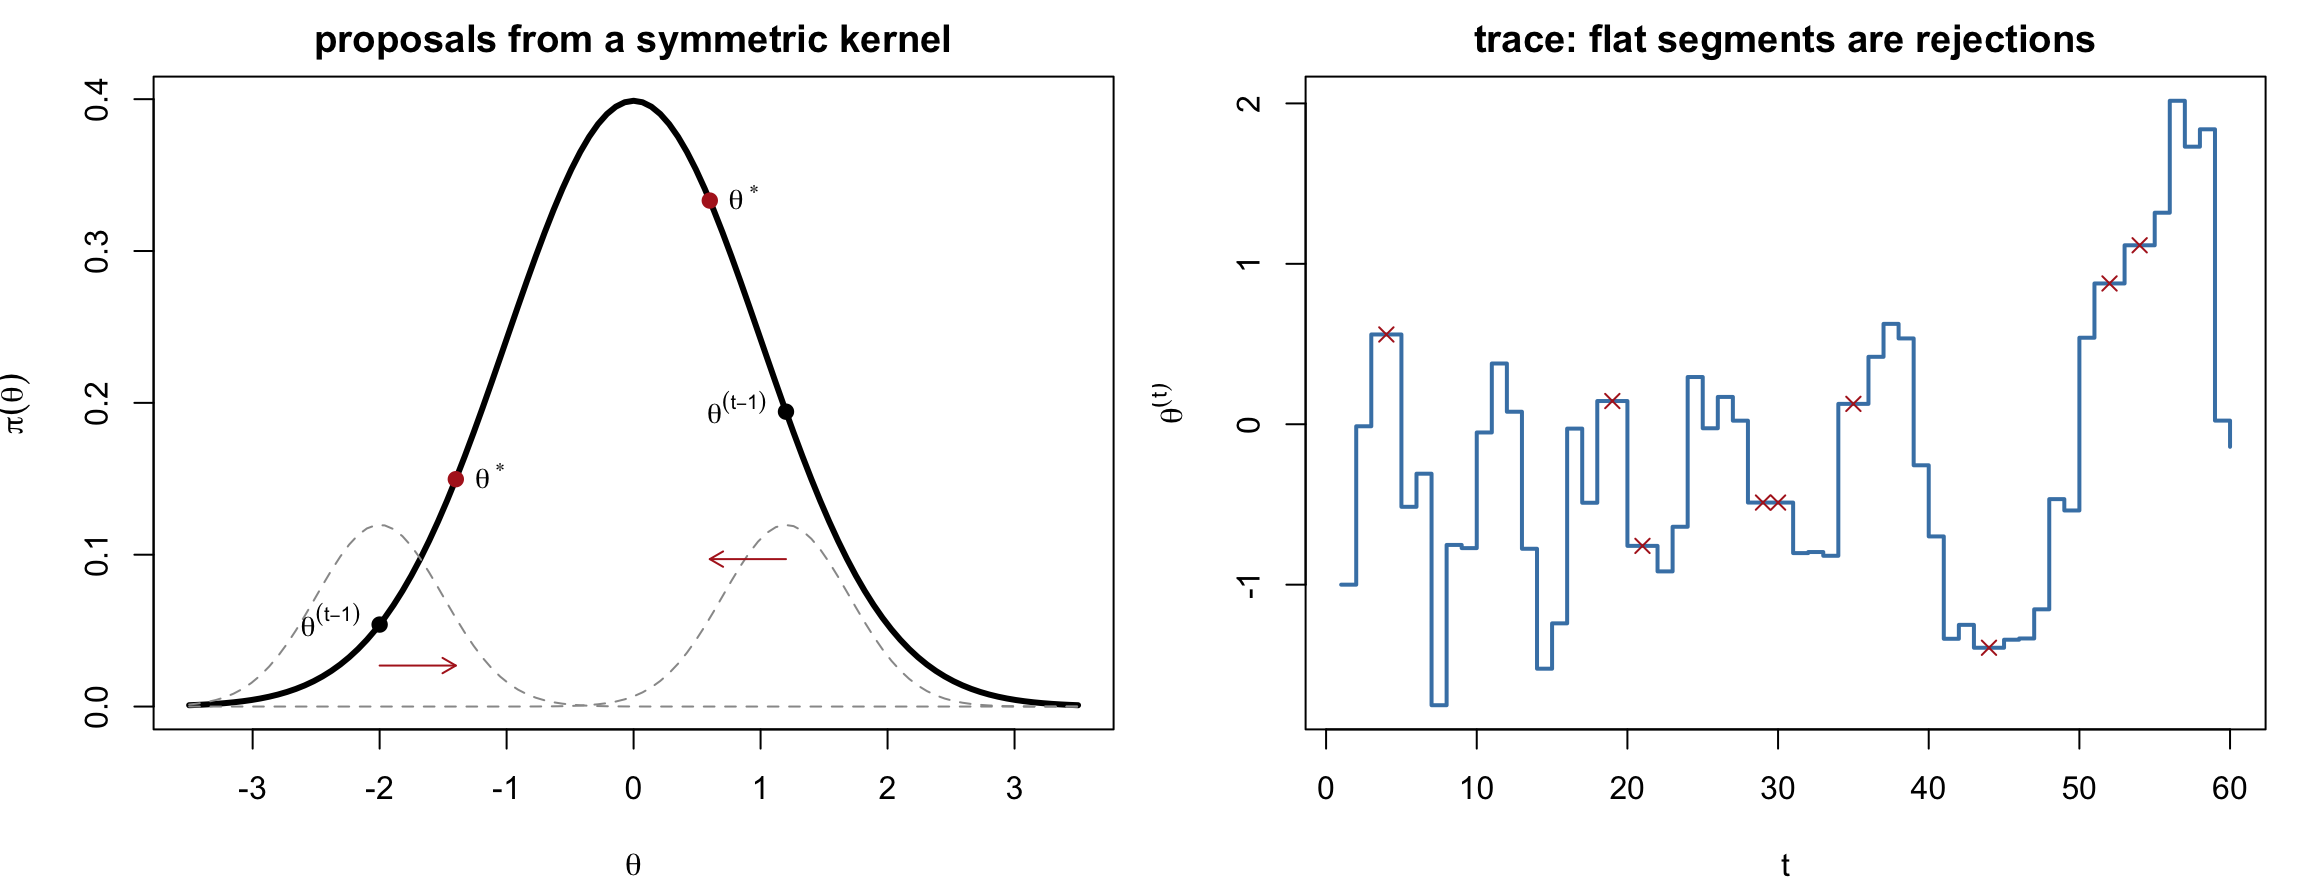 proposals from a symmetric kernel
π(θ)
0.4
0.3
0.2
0.1
0.0
θ*
θ(t−1)
θ*
θ(t−1)
-3 -2 -1 0 1 2 3
θ
trace: flat segments are rejections
θ(t)
2
1
0
-1
0 10 20 30 40 50 60
t